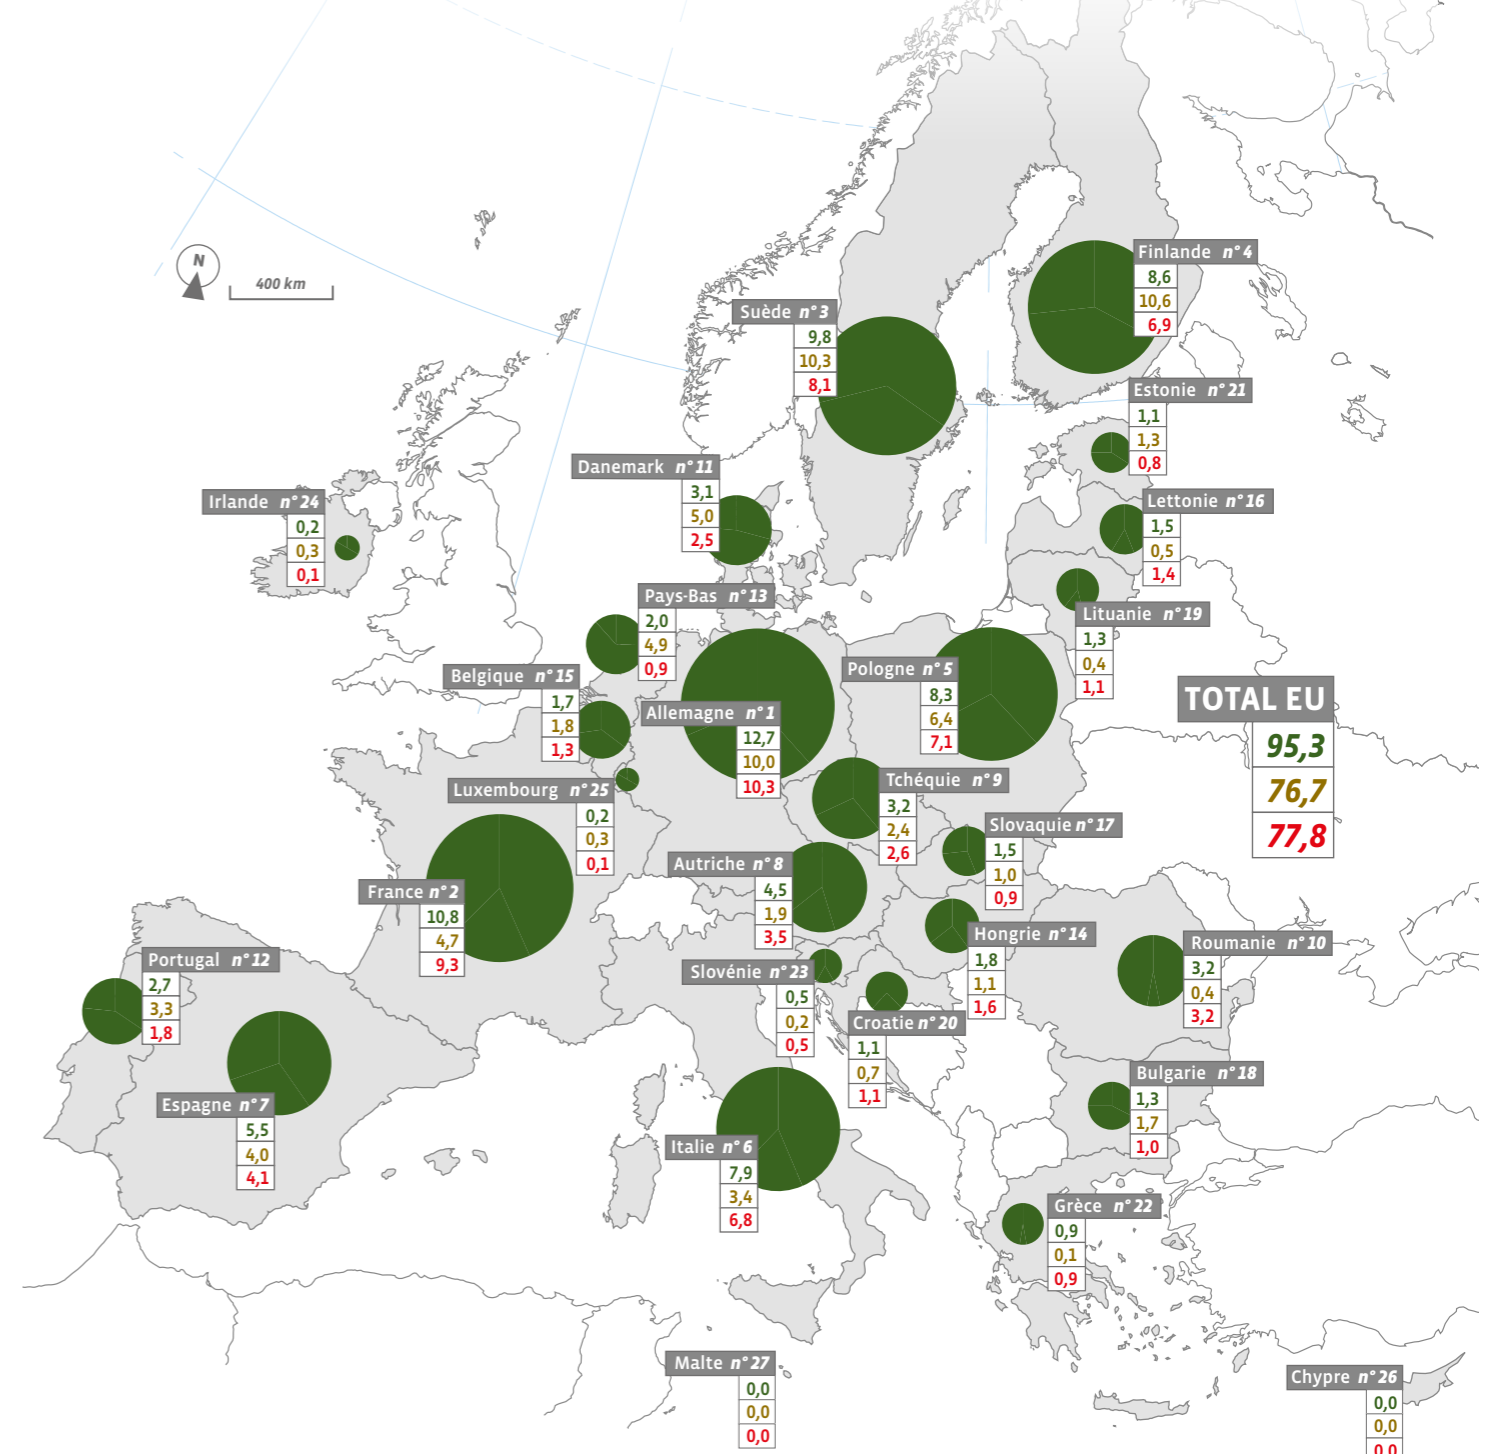 N
400 km
Finlande n°4
8,6
10,6
6,9
Suède n°3
9,8
10,3
8,1
Estonie n°21
1,1
1,3
0,8
Danemark n°11
3,1
5,0
2,5
Irlande n°24
0,2
0,3
0,1
Lettonie n°16
1,5
0,5
1,4
Pays-Bas n°13
2,0
4,9
0,9
Lituanie n°19
1,3
0,4
1,1
Belgique n°15
1,7
1,8
1,3
Pologne n°5
8,3
6,4
7,1
TOTAL EU
95,3
76,7
77,8
Allemagne n°1
12,7
10,0
10,3
Luxembourg n°25
0,2
0,3
0,1
Tchéquie n°9
3,2
2,4
2,6
Slovaquie n°17
1,5
1,0
0,9
Autriche n°8
4,5
1,9
3,5
France n°2
10,8
4,7
9,3
Hongrie n°14
1,8
1,1
1,6
Roumanie n°10
3,2
0,4
3,2
Portugal n°12
2,7
3,3
1,8
Slovénie n°23
0,5
0,2
0,5
Croatie n°20
1,1
0,7
1,1
Bulgarie n°18
1,3
1,7
1,0
Espagne n°7
5,5
4,0
4,1
Italie n°6
7,9
3,4
6,8
Grèce n°22
0,9
0,1
0,9
Malte n°27
0,0
0,0
0,0
Chypre n°26
0,0
0,0
0,0